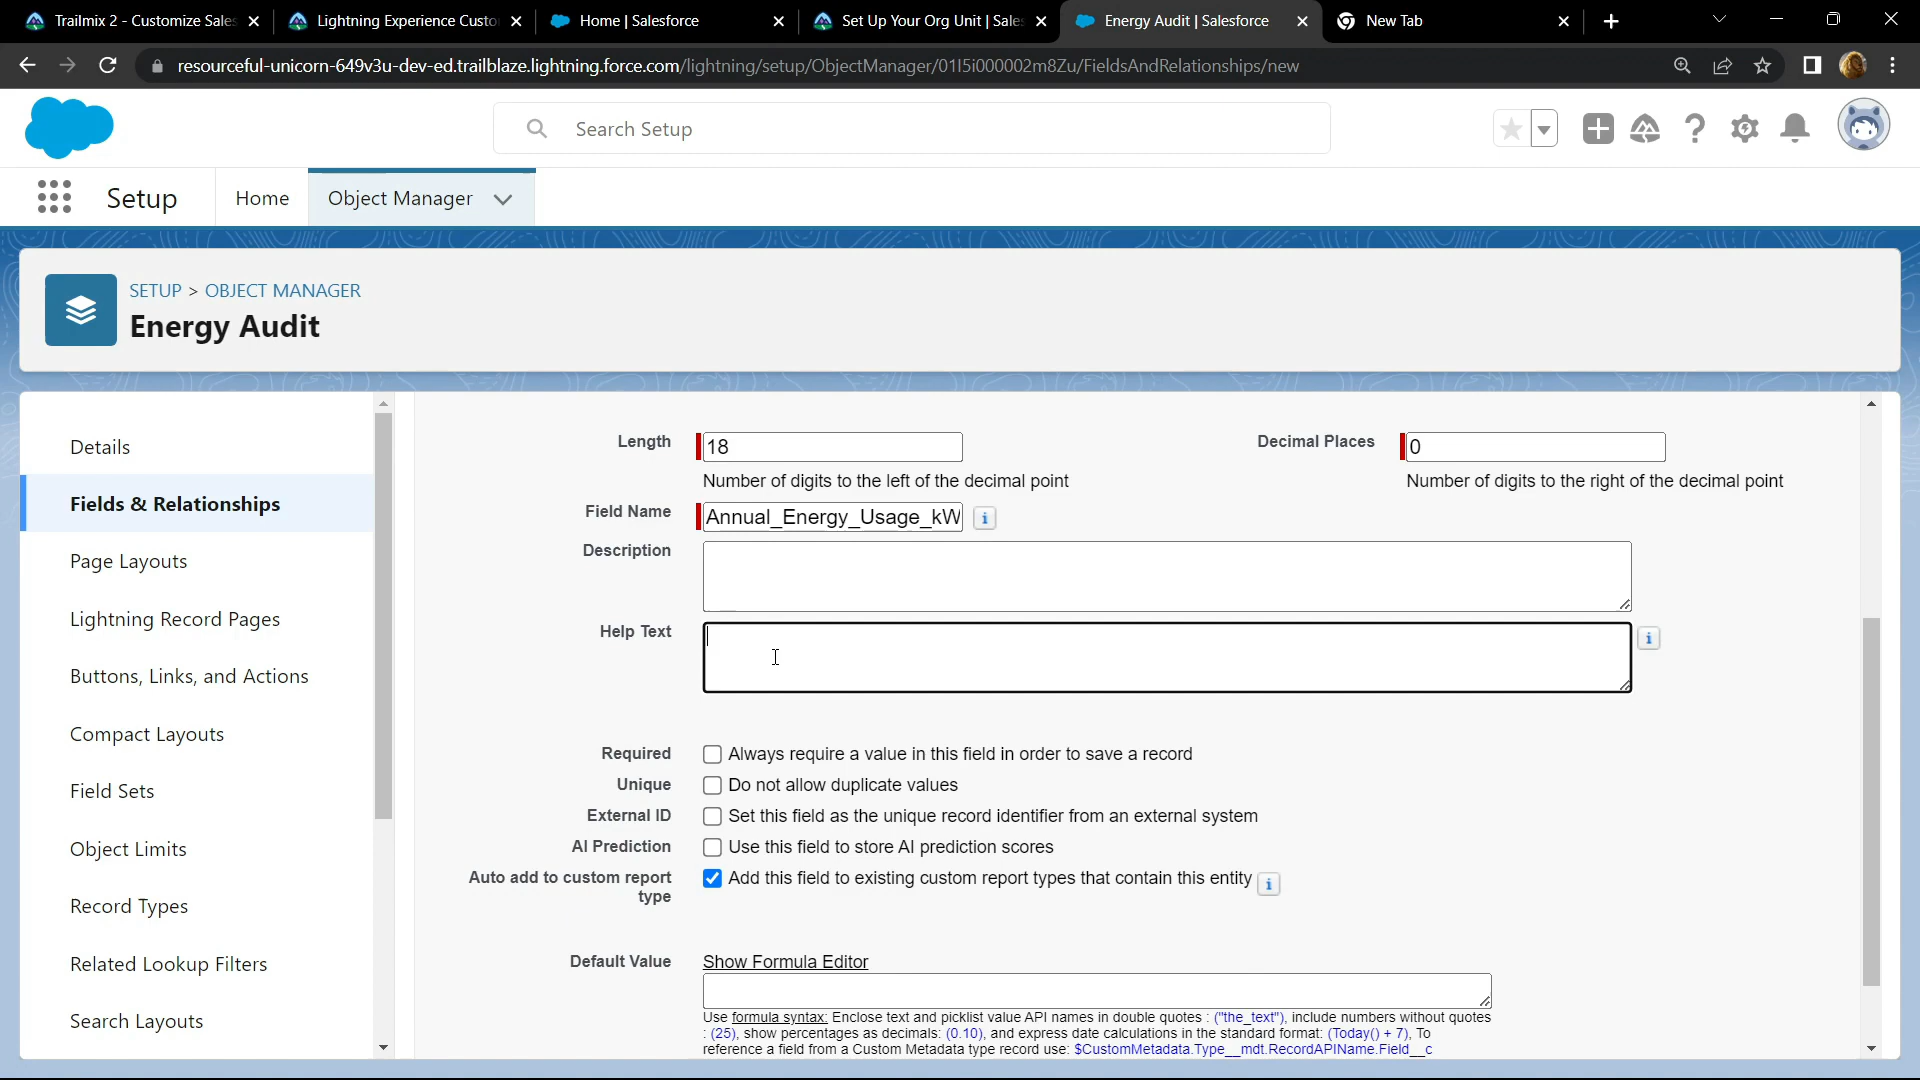 Trailmix 2 - Customize Sales
Lightning Experience Custo
Home | Salesforce
Set Up Your Org Unit | Sales
Energy Audit | Salesforce
New Tab
resourceful-unicorn-649v3u-dev-ed.trailblaze.lightning.force.com/lightning/setup/ObjectManager/01I5i000002m8Zu/FieldsAndRelationships/new
Search Setup
Setup
Home
Object Manager
SETUP > OBJECT MANAGER
Energy Audit
Details
Fields & Relationships
Page Layouts
Lightning Record Pages
Buttons, Links, and Actions
Compact Layouts
Field Sets
Object Limits
Record Types
Related Lookup Filters
Search Layouts
Length 18
Number of digits to the left of the decimal point
Decimal Places 0
Number of digits to the right of the decimal point
Field Name Annual_Energy_Usage_kW
Description
Help Text
Required Always require a value in this field in order to save a record
Unique Do not allow duplicate values
External ID Set this field as the unique record identifier from an external system
AI Prediction Use this field to store AI prediction scores
Auto add to custom report type Add this field to existing custom report types that contain this entity
Default Value Show Formula Editor
Use formula syntax: Enclose text and picklist value API names in double quotes : ("the_text"), include numbers without quotes
: (25), show percentages as decimals: (0.10), and express date calculations in the standard format: (Today() + 7), To
reference a field from a Custom Metadata type record use: $CustomMetadata.Type__mdt.RecordAPIName.Field__c